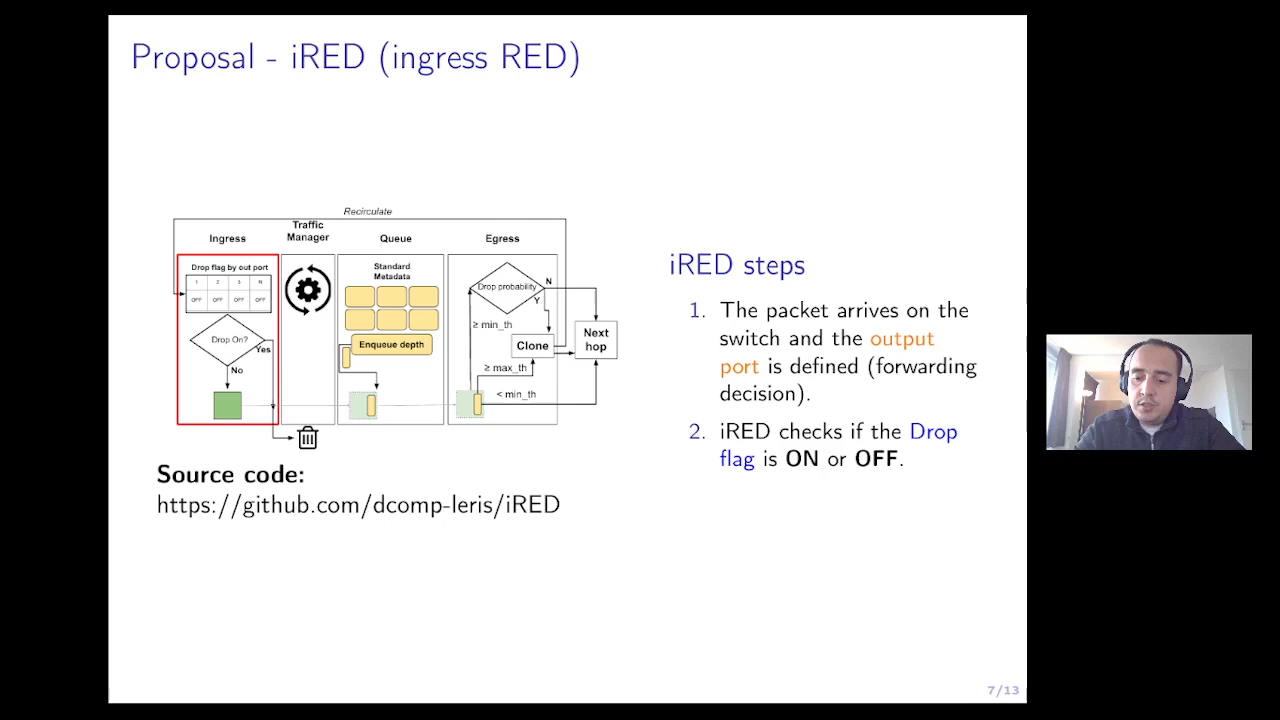 Proposal - iRED (ingress RED)
Recirculate
Ingress
Traffic
Manager
Queue
Egress
Drop flag by out port
1 2 3 N
OFF OFF OFF OFF
Drop On?
Yes
No
Standard
Metadata
Enqueue depth
Drop probability
N
Y
≥ min_th
Clone
Next
hop
≥ max_th
< min_th
Source code:
https://github.com/dcomp-leris/iRED
iRED steps
1. The packet arrives on the
switch and the output
port is defined (forwarding
decision).
2. iRED checks if the Drop
flag is ON or OFF.
7/13